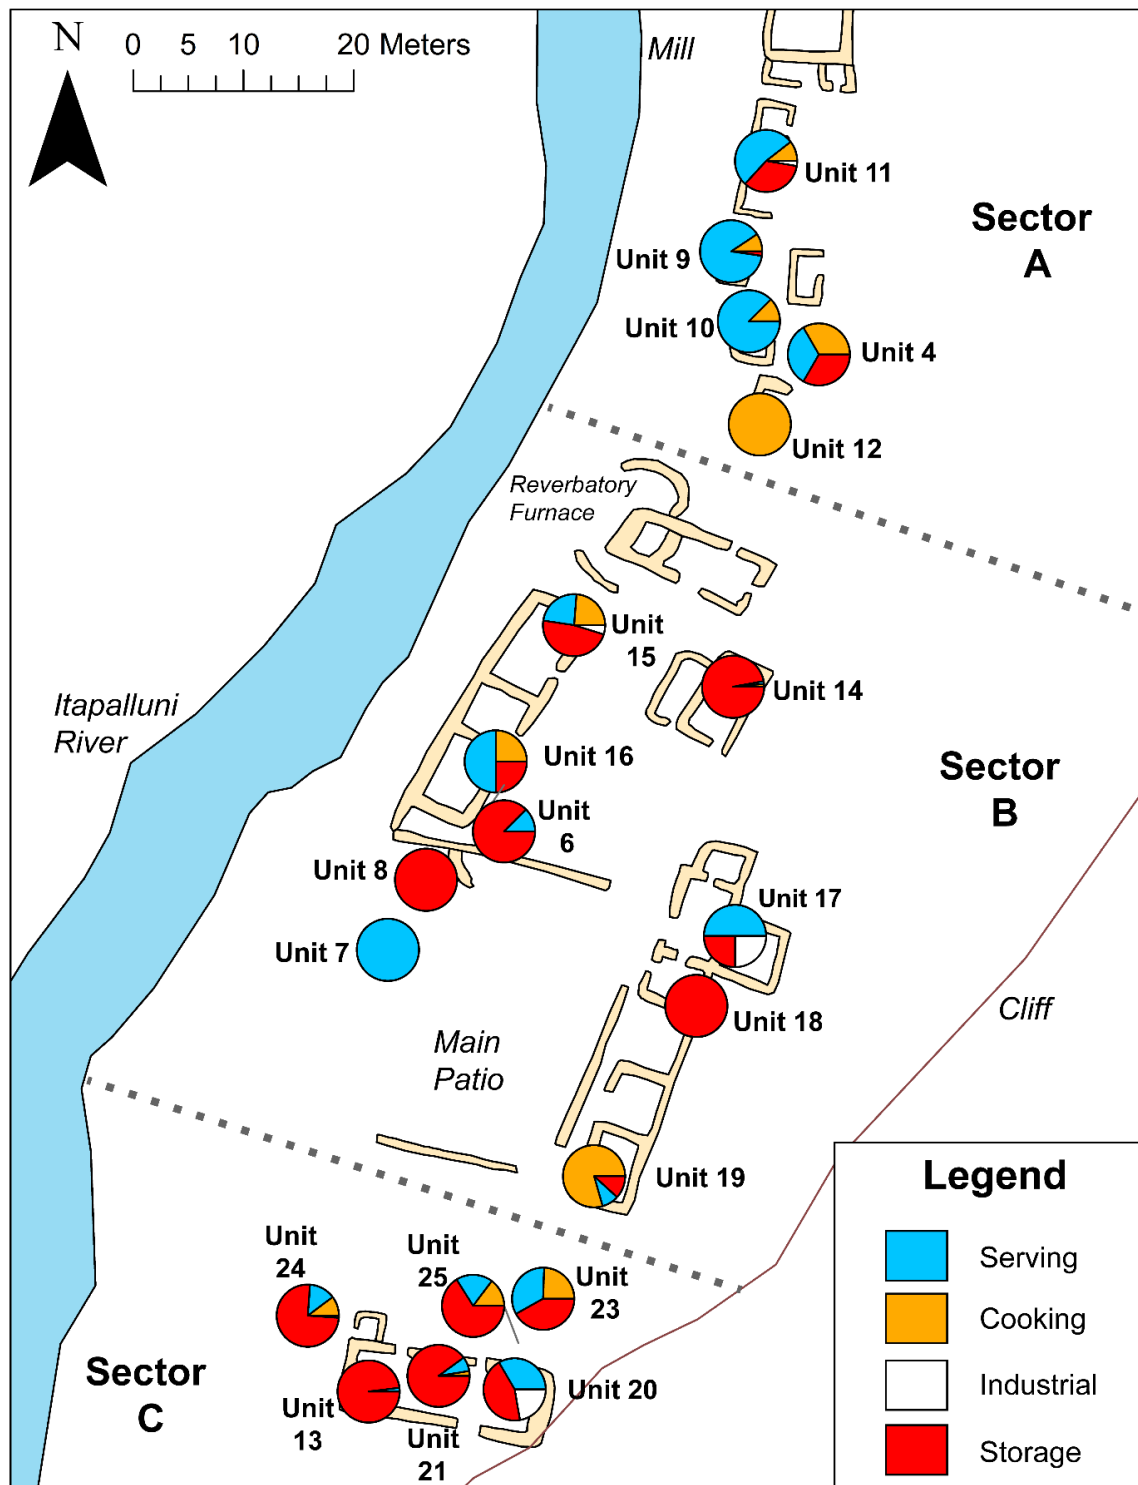 N
0 5 10 20 Meters
Mill
Unit 11
Sector
A
Unit 9
Unit 10
Unit 4
Unit 12
Reverbatory
Furnace
Unit
15
Unit 14
Itapalluni
River
Unit 16
Sector
B
Unit
6
Unit 8
Unit 17
Unit 7
Cliff
Unit 18
Main
Patio
Unit 19
Unit
24
Unit
25
Unit
23
Sector
C
Unit 20
Unit
13
Unit
21
Legend
Serving
Cooking
Industrial
Storage